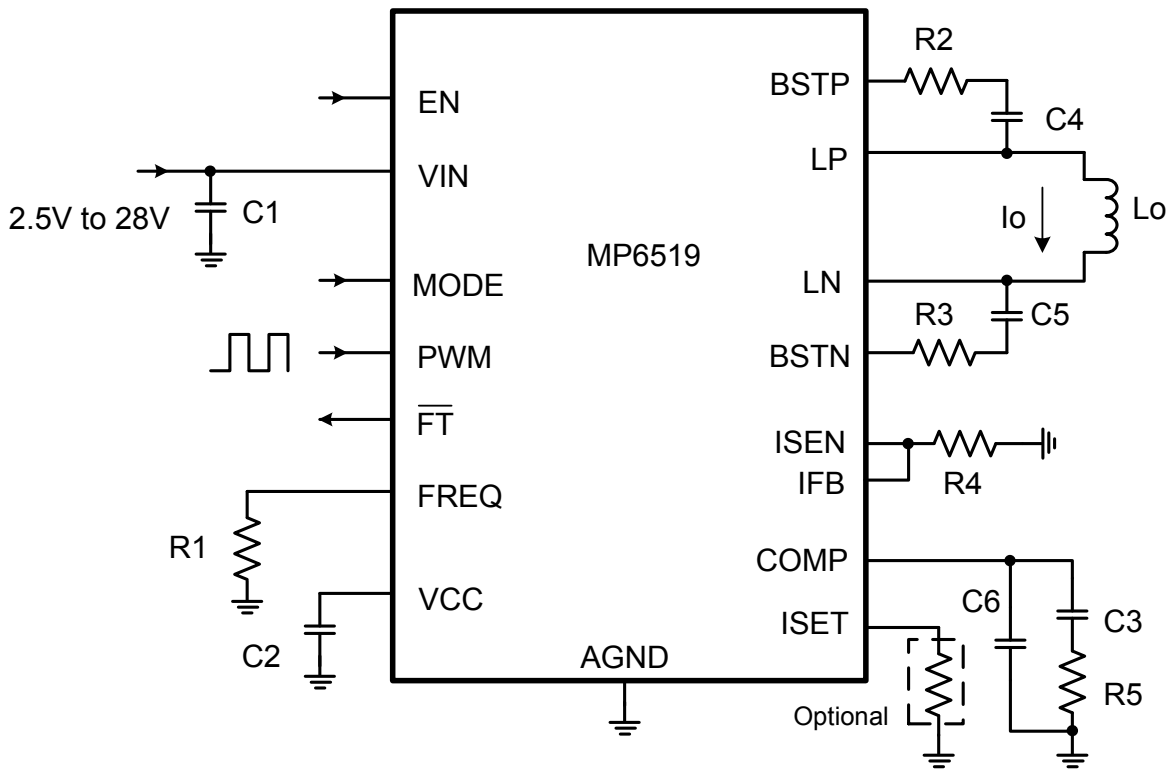 R2
BSTP
EN
C4
LP
VIN
2.5V to 28V
C1
Io
Lo
MP6519
MODE
LN
R3
C5
PWM
BSTN
FT
ISEN
IFB
R4
FREQ
R1
COMP
VCC
C6
C3
ISET
C2
AGND
R5
Optional